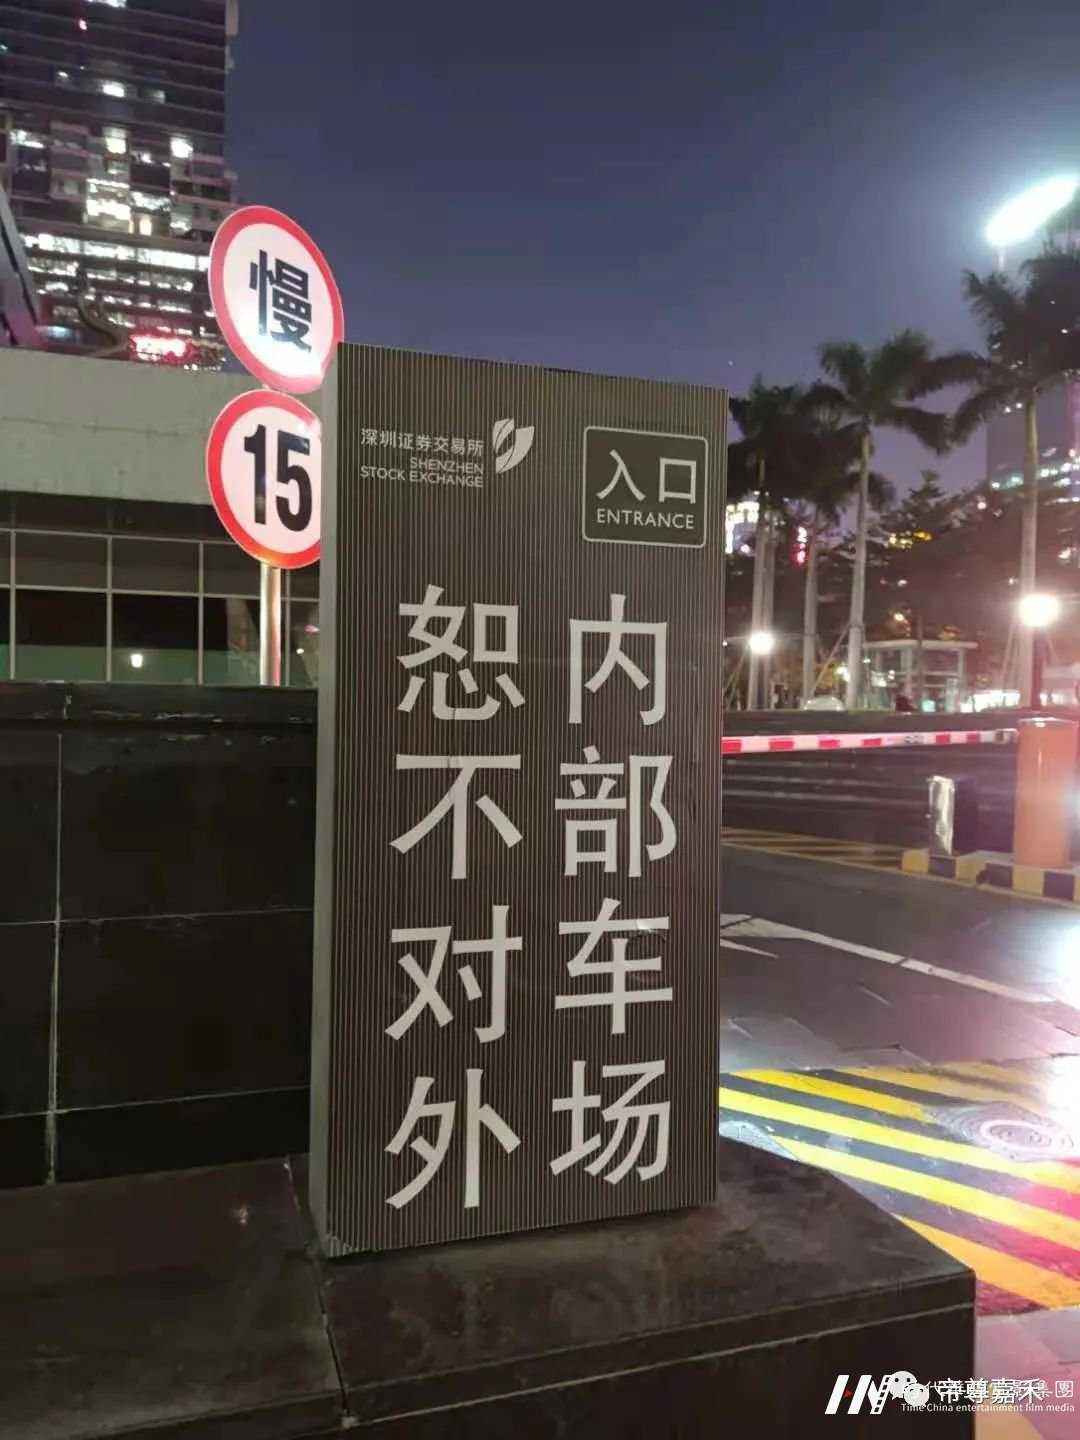 慢
15
深圳证券交易所
SHENZHEN
STOCK EXCHANGE
入口
ENTRANCE
内部车场
恕不对外
帝尊嘉禾
Time China entertainment film media